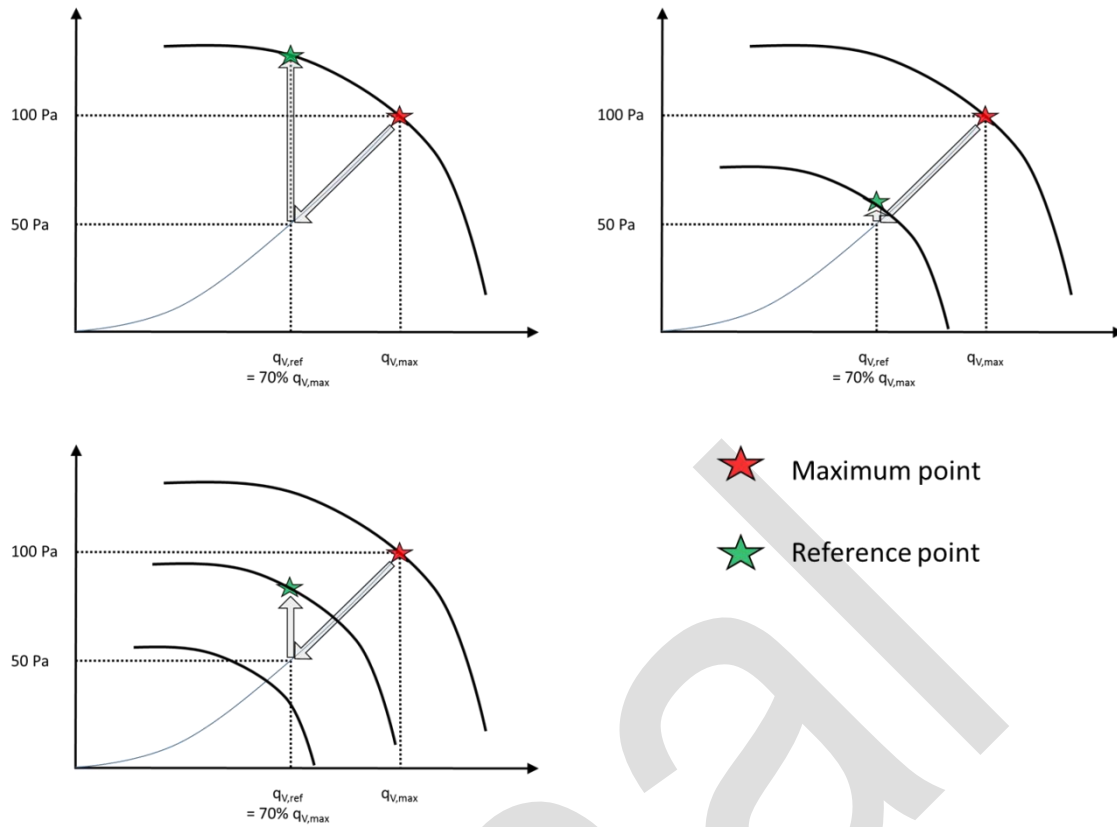 100 Pa
50 Pa
qV,ref
= 70% qV,max
qV,max
100 Pa
50 Pa
qV,ref
= 70% qV,max
qV,max
100 Pa
50 Pa
qV,ref
= 70% qV,max
qV,max
Maximum point
Reference point